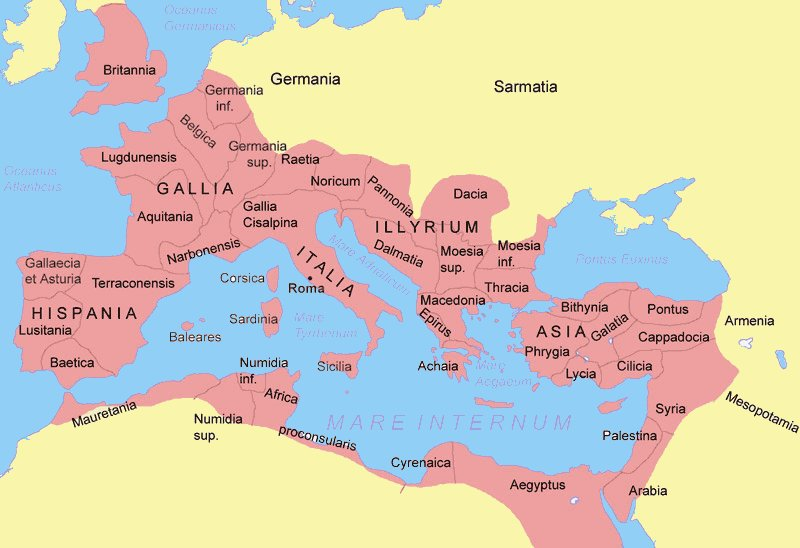 Oceanus
Germanicus
Britannia
Germania
Sarmatia
Germania
inf.
Belgica
Oceanus
Atlanticus
Lugdunensis
Germania
sup.
Raetia
GALLIA
Noricum
Pannonia
Dacia
Aquitania
Gallia
Cisalpina
ILLYRIUM
Narbonensis
Mare Adriaticum
Dalmatia
Moesia
sup.
Moesia
inf.
Pontus Euxinus
Gallaecia
et Asturia
Terraconensis
Corsica
ITALIA
Roma
Thracia
HISPANIA
Sardinia
Mare
Tyrrhenum
Macedonia
Epirus
Bithynia
Pontus
Lusitania
Baleares
ASIA
Galatia
Armenia
Cappadocia
Baetica
Numidia
inf.
Sicilia
Achaia
Mare
Aegaeum
Phrygia
Lycia
Cilicia
Mauretania
Africa
proconsularis
Numidia
sup.
MARE INTERNUM
Syria
Mesopotamia
Palestina
Cyrenaica
Aegyptus
Arabia